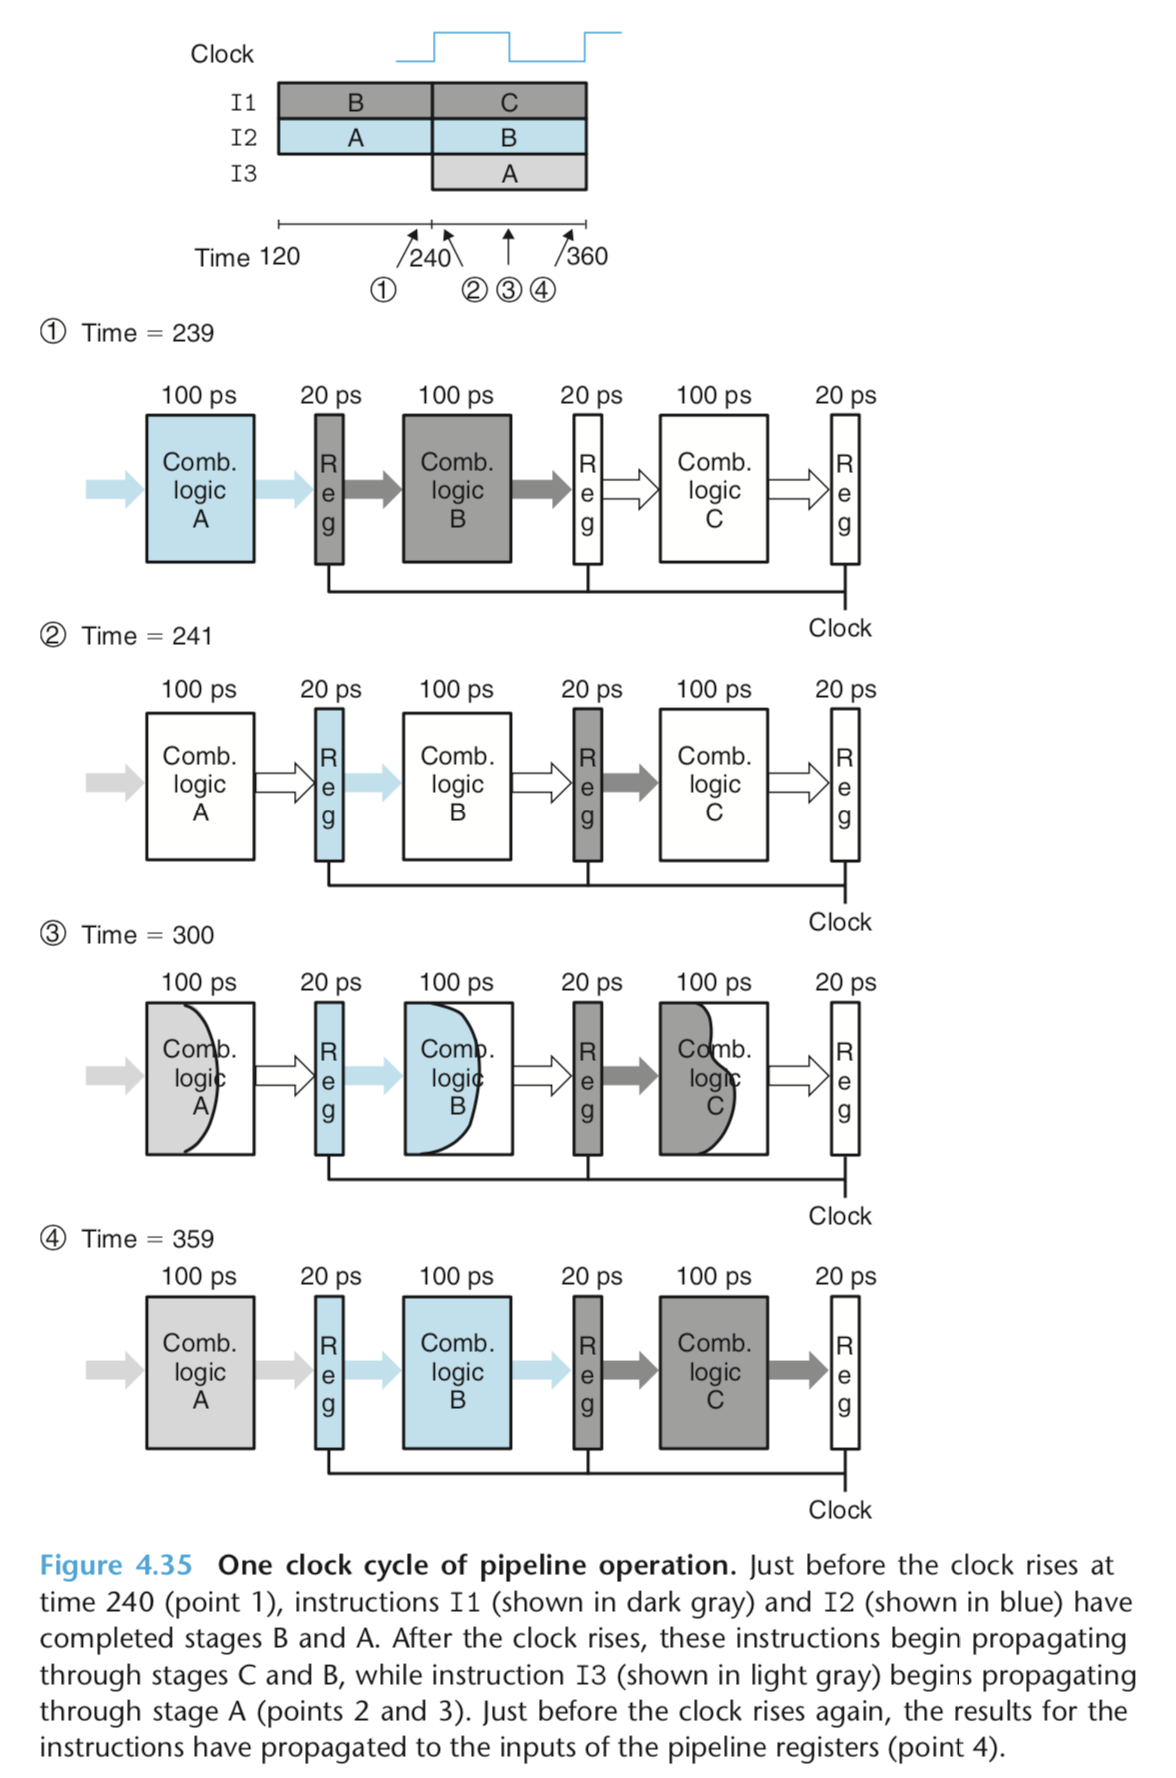 Clock
I1 B C
I2 A B
I3 A
Time 120 240 360
① ② ③ ④
① Time = 239
100 ps 20 ps 100 ps 20 ps 100 ps 20 ps
Comb. logic A Reg Comb. logic B Reg Comb. logic C Reg
Clock
② Time = 241
100 ps 20 ps 100 ps 20 ps 100 ps 20 ps
Comb. logic A Reg Comb. logic B Reg Comb. logic C Reg
Clock
③ Time = 300
100 ps 20 ps 100 ps 20 ps 100 ps 20 ps
Comb. logic A Reg Comb. logic B Reg Comb. logic C Reg
Clock
④ Time = 359
100 ps 20 ps 100 ps 20 ps 100 ps 20 ps
Comb. logic A Reg Comb. logic B Reg Comb. logic C Reg
Clock
Figure 4.35 One clock cycle of pipeline operation. Just before the clock rises at
time 240 (point 1), instructions I1 (shown in dark gray) and I2 (shown in blue) have
completed stages B and A. After the clock rises, these instructions begin propagating
through stages C and B, while instruction I3 (shown in light gray) begins propagating
through stage A (points 2 and 3). Just before the clock rises again, the results for the
instructions have propagated to the inputs of the pipeline registers (point 4).